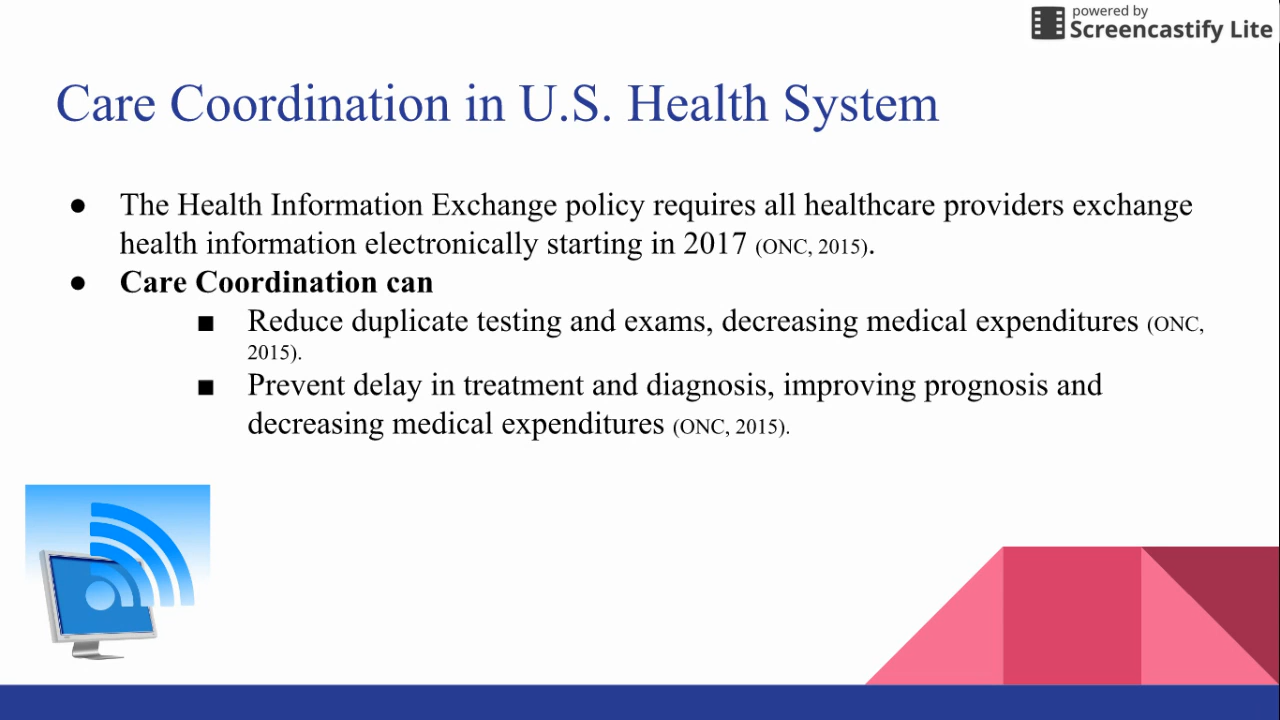 powered by
Screencastify Lite
Care Coordination in U.S. Health System
● The Health Information Exchange policy requires all healthcare providers exchange
health information electronically starting in 2017 (ONC, 2015).
● Care Coordination can
■ Reduce duplicate testing and exams, decreasing medical expenditures (ONC,
2015).
■ Prevent delay in treatment and diagnosis, improving prognosis and
decreasing medical expenditures (ONC, 2015).